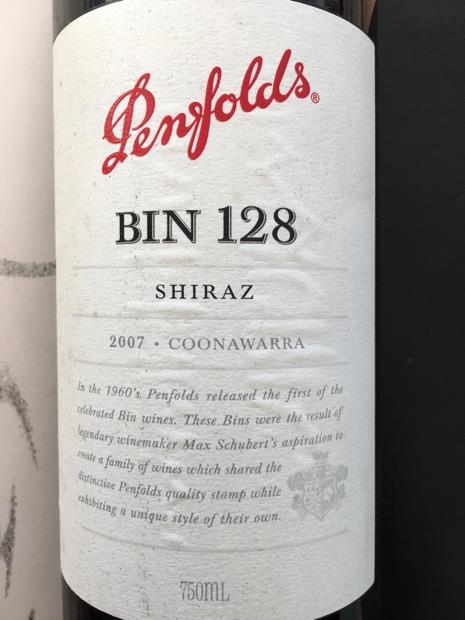 Penfolds®
BIN 128
SHIRAZ
2007 • COONAWARRA
In the 1960's, Penfolds released the first of the
celebrated Bin wines. These Bins were the result of
legendary winemaker Max Schubert's aspiration to
create a family of wines which shared the
distinctive Penfolds quality stamp while
exhibiting a unique style of their own.
750mL